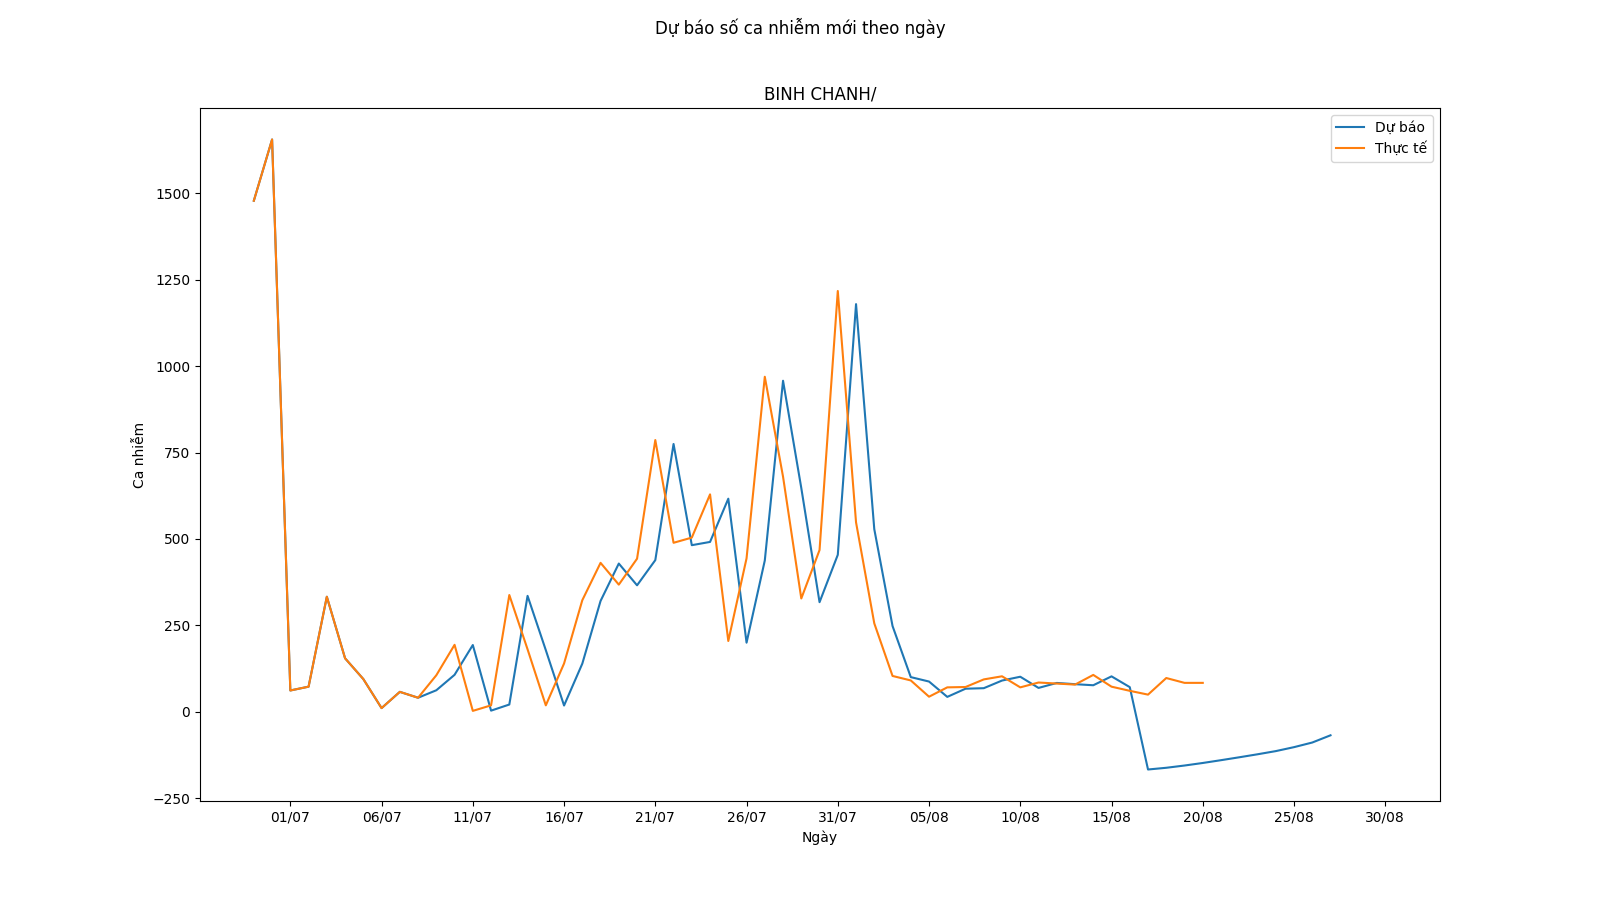 Dự báo số ca nhiễm mới theo ngày
BINH CHANH/
Dự báo
Thực tế
1500
1250
1000
750
500
250
0
−250
Ca nhiễm
01/07 06/07 11/07 16/07 21/07 26/07 31/07 05/08 10/08 15/08 20/08 25/08 30/08
Ngày